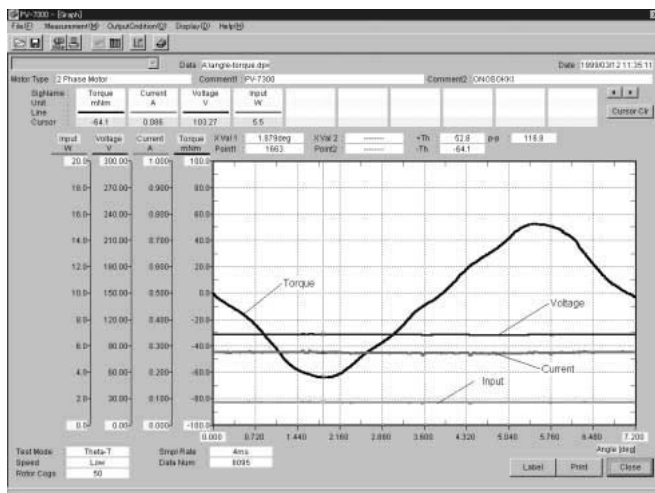 PV-7000 - [Graph]
File(F) Measurement(M) OutputCondition(O) Display(D) Help(H)
Data A:\angle-torque.dpv Date 1999/03/12 11:35:11
Motor Type 2 Phase Motor Comment1 PV-7300 Comment2 ONOSOKKI
SigName Torque Current Voltage Input
Unit mNm A V W
Line
Cursor -64.1 0.086 103.27 5.5 Cursor-Clr
Input Voltage Current Torque X Val 1 1.879deg X Val 2 ------- +Th 52.8 p-p 116.9
W V A mNm Point1 1663 Point2 ------- -Th -64.1
20.0 300.00 1.000 100.0
18.0 270.00 0.900 80.0
16.0 240.00 0.800 60.0
14.0 210.00 0.700 40.0
12.0 180.00 0.600 20.0
10.0 150.00 0.500 0.0
8.0 120.00 0.400 -20.0
6.0 90.00 0.300 -40.0
4.0 60.00 0.200 -60.0
2.0 30.00 0.100 -80.0
0.0 0.00 0.000 -100.0
Torque
Voltage
Current
Input
0.000 0.720 1.440 2.160 2.880 3.600 4.320 5.040 5.760 6.480 7.200
Angle [deg]
Test Mode Theta-T Smpl Rate 4ms
Speed Low Data Num 6095
Rotor Cogs 50
Label Print Close